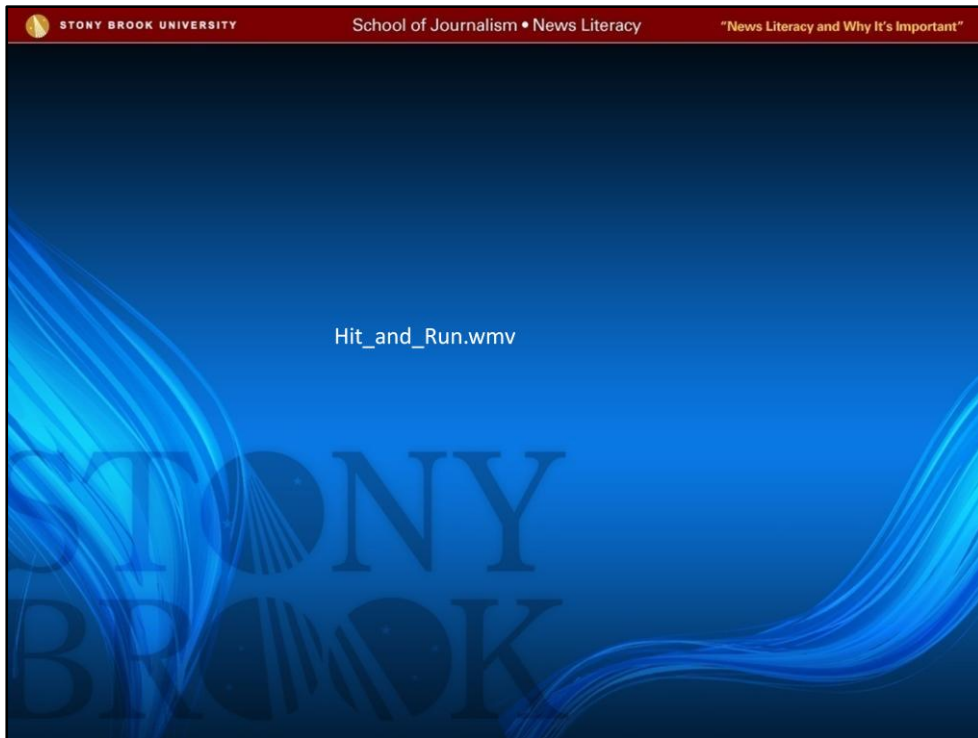 STONY BROOK UNIVERSITY
School of Journalism • News Literacy
"News Literacy and Why It's Important"
Hit_and_Run.wmv
STONY
BROOK